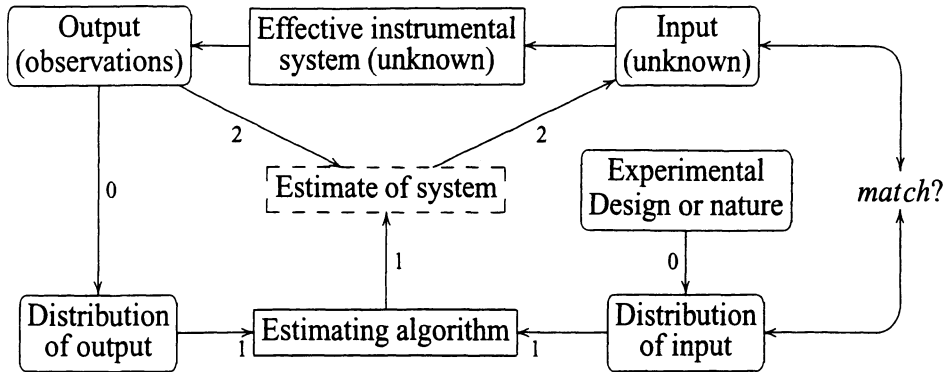 Output
(observations)
Effective instrumental
system (unknown)
Input
(unknown)
2
2
0
Estimate of system
Experimental
Design or nature
match?
1
0
Distribution
of output
1
Estimating algorithm
1
Distribution
of input